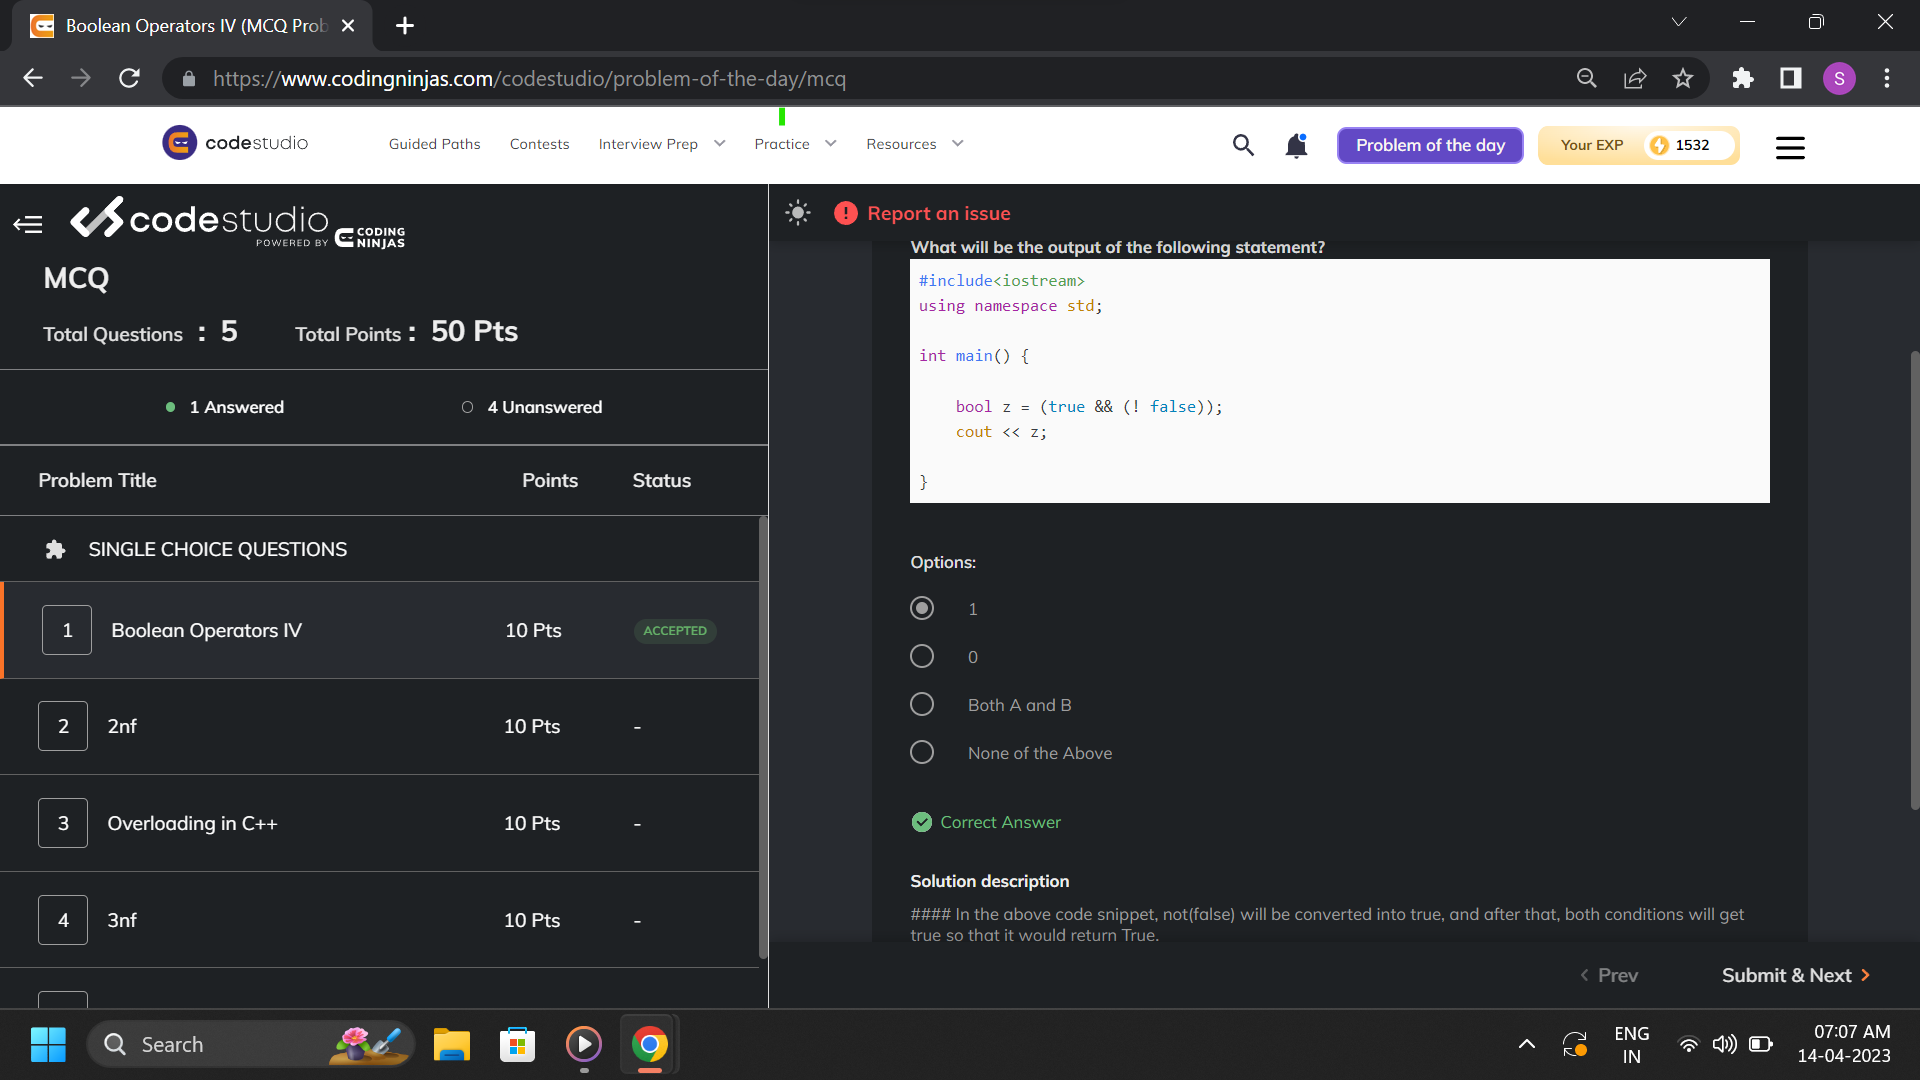 Boolean Operators IV (MCQ Prob
https://www.codingninjas.com/codestudio/problem-of-the-day/mcq
S
codestudio
Guided Paths
Contests
Interview Prep
Practice
Resources
Problem of the day
Your EXP
1532
codestudio
POWERED BY
CODING
NINJAS
MCQ
Total Questions : 5
Total Points : 50 Pts
1 Answered
4 Unanswered
Problem Title
Points
Status
SINGLE CHOICE QUESTIONS
1
Boolean Operators IV
10 Pts
ACCEPTED
2
2nf
10 Pts
-
3
Overloading in C++
10 Pts
-
4
3nf
10 Pts
-
! Report an issue
What will be the output of the following statement?
#include<iostream>
using namespace std;
int main() {
bool z = (true && (! false));
cout << z;
}
Options:
1
0
Both A and B
None of the Above
Correct Answer
Solution description
#### In the above code snippet, not(false) will be converted into true, and after that, both conditions will get
true so that it would return True.
Prev
Submit & Next
Search
ENG
IN
07:07 AM
14-04-2023